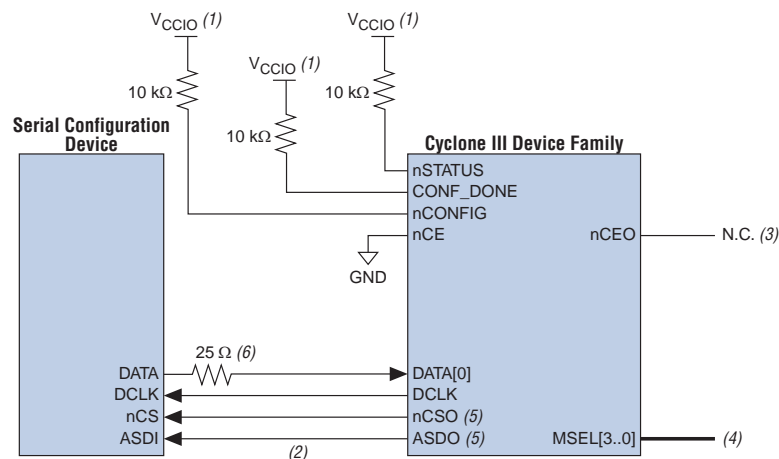 VCCIO (1)
VCCIO (1)
VCCIO (1)
10 kΩ
10 kΩ
10 kΩ
Serial Configuration
Device
Cyclone III Device Family
nSTATUS
CONF_DONE
nCONFIG
nCE
nCEO
N.C. (3)
GND
25 Ω (6)
DATA
DATA[0]
DCLK
DCLK
nCS
nCSO (5)
ASDI
(2)
ASDO (5)
MSEL[3..0]
(4)